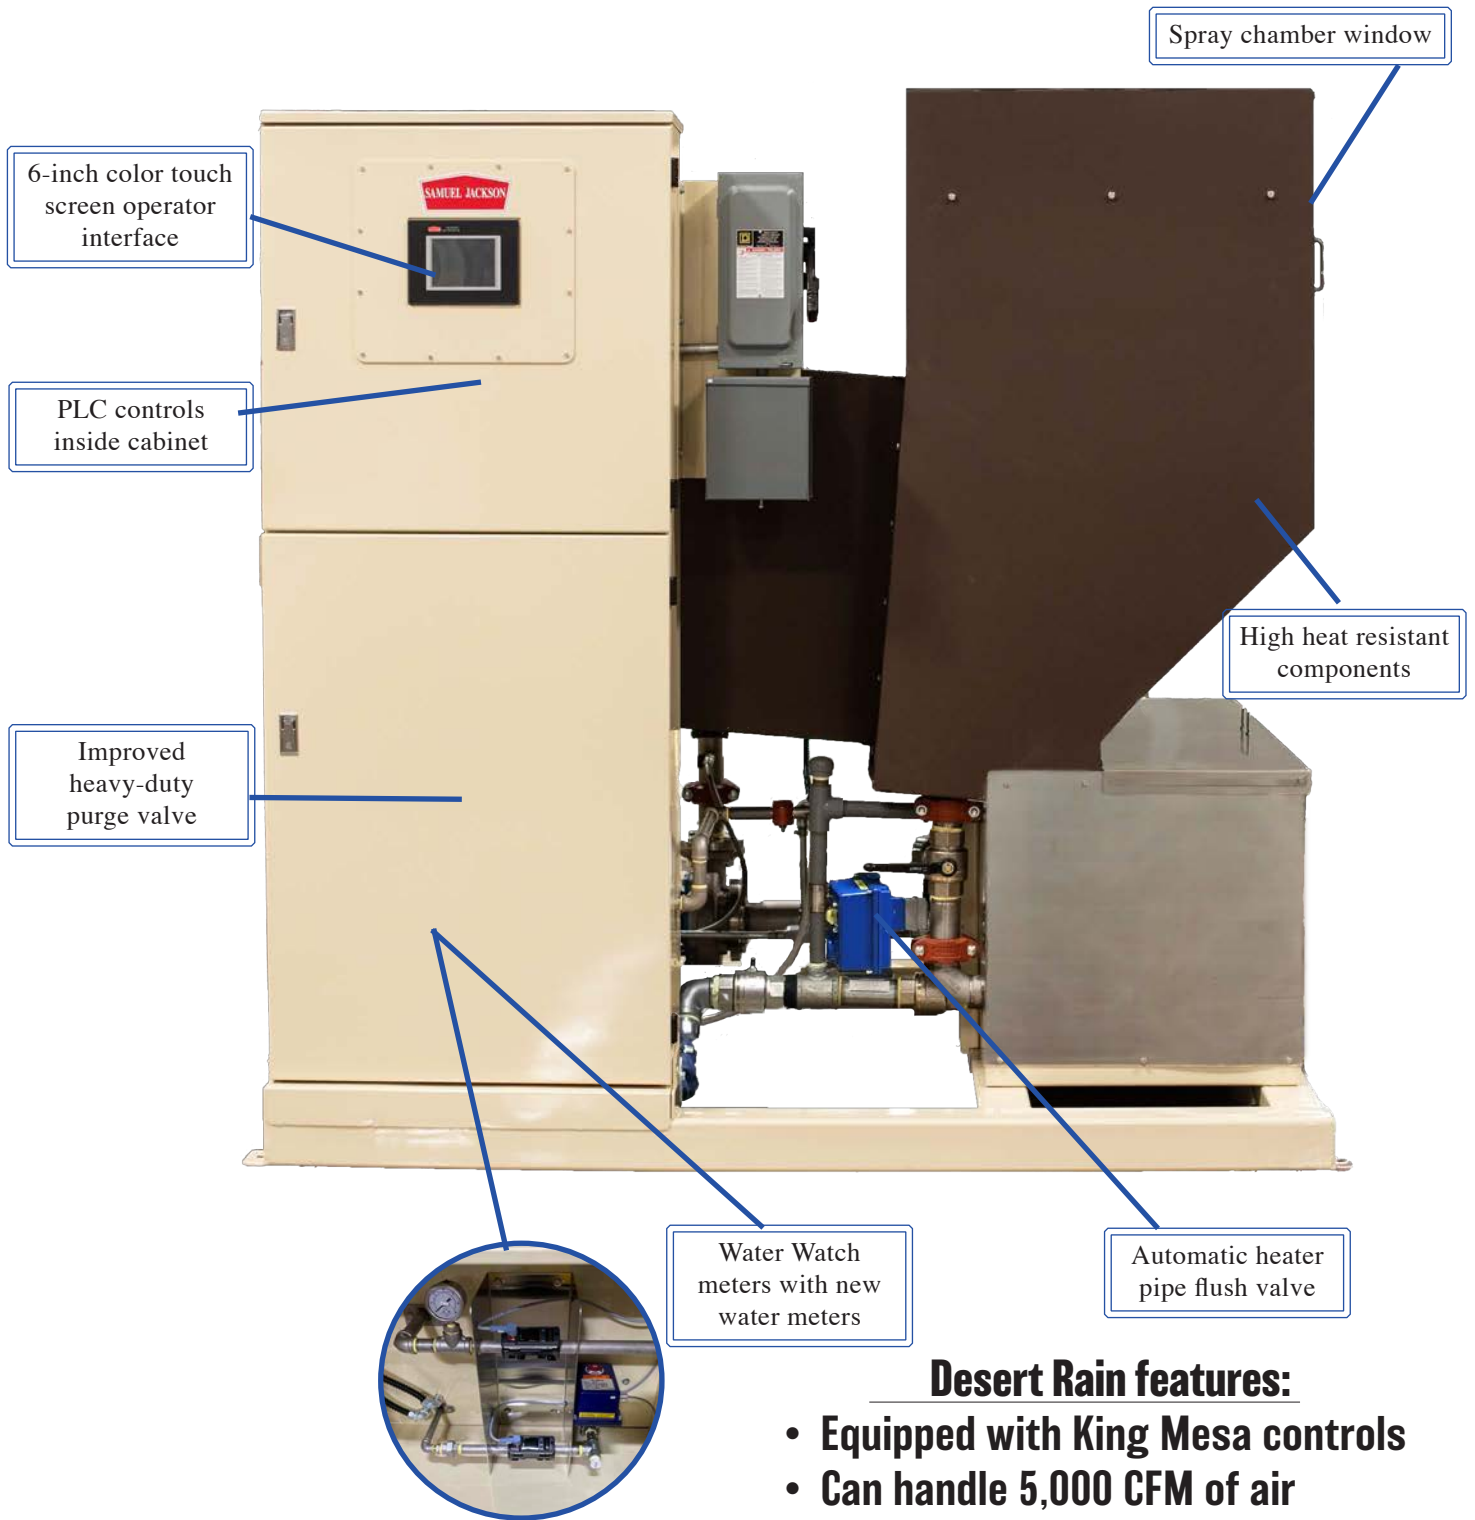 Spray chamber window
6-inch color touch
screen operator
interface
SAMUEL JACKSON
PLC controls
inside cabinet
High heat resistant
components
Improved
heavy-duty
purge valve
Water Watch
meters with new
water meters
Automatic heater
pipe flush valve
Desert Rain features:
• Equipped with King Mesa controls
• Can handle 5,000 CFM of air